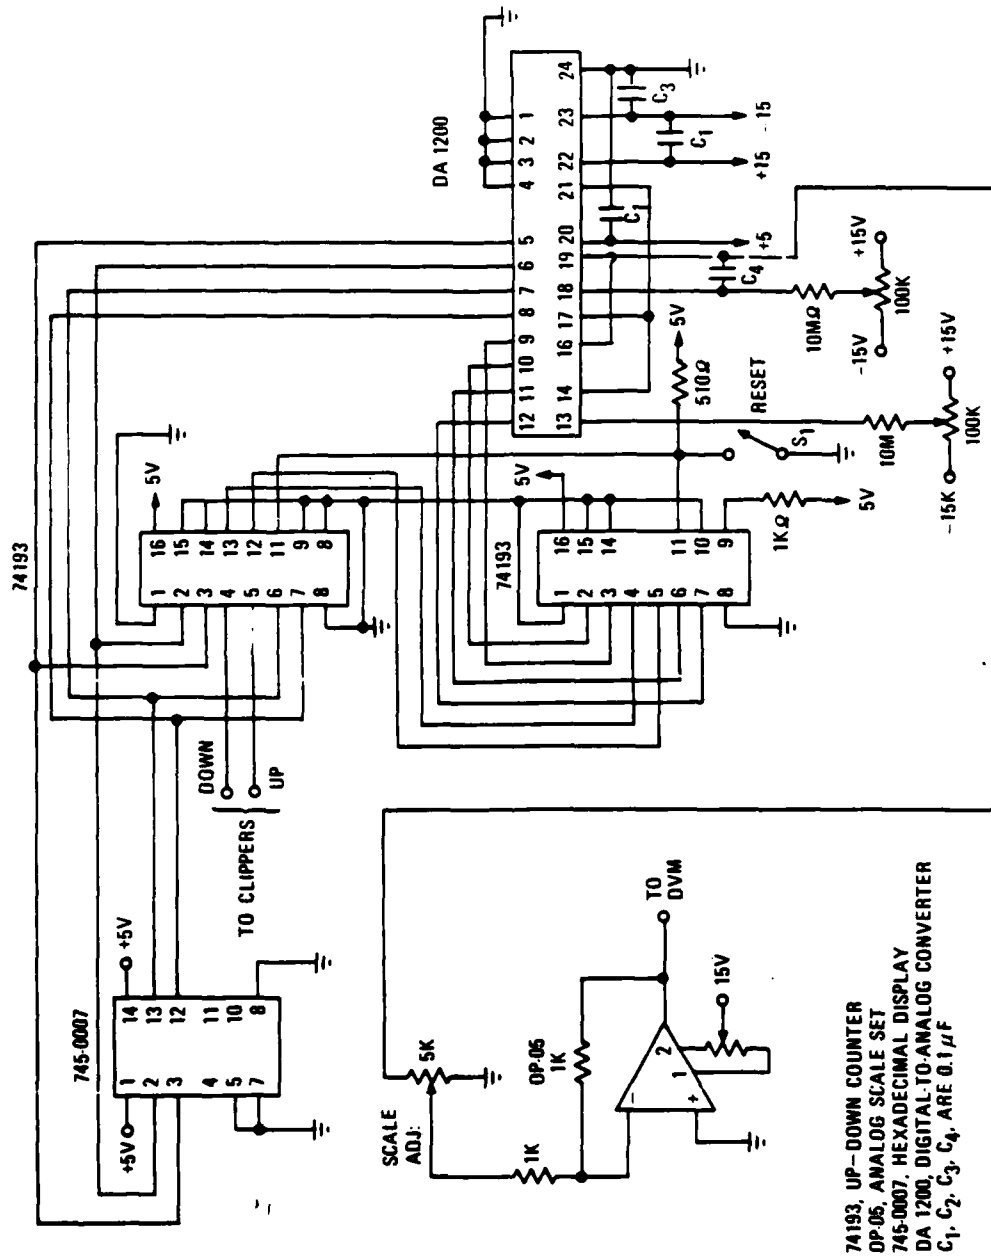 74193
DA 1200
1
2
3
4
5
6
7
8
9
10
11
12
13
14
16
17
18
19
20
21
22
23
24
C1
C3
C1
C4
+5
+15
-15
10MΩ
-15V
+15V
100K
10M
-15K
+15V
100K
5V
510Ω
RESET
S1
1
2
3
4
5
6
7
8
16
15
14
13
12
11
9
8
5V
74193
1
2
3
4
5
6
7
8
16
15
14
11
10
9
5V
1KΩ
5V
DOWN
UP
TO CLIPPERS
745-0007
+5V
+5V
1
2
3
4
5
7
14
13
12
11
10
8
SCALE
ADJ:
5K
1K
OP-05
1K
−
+
2
1
15V
TO
DVM
74193, UP-DOWN COUNTER
OP-05, ANALOG SCALE SET
745-0007, HEXADECIMAL DISPLAY
DA 1200, DIGITAL-TO-ANALOG CONVERTER
C1, C2, C3, C4, ARE 0.1 μF